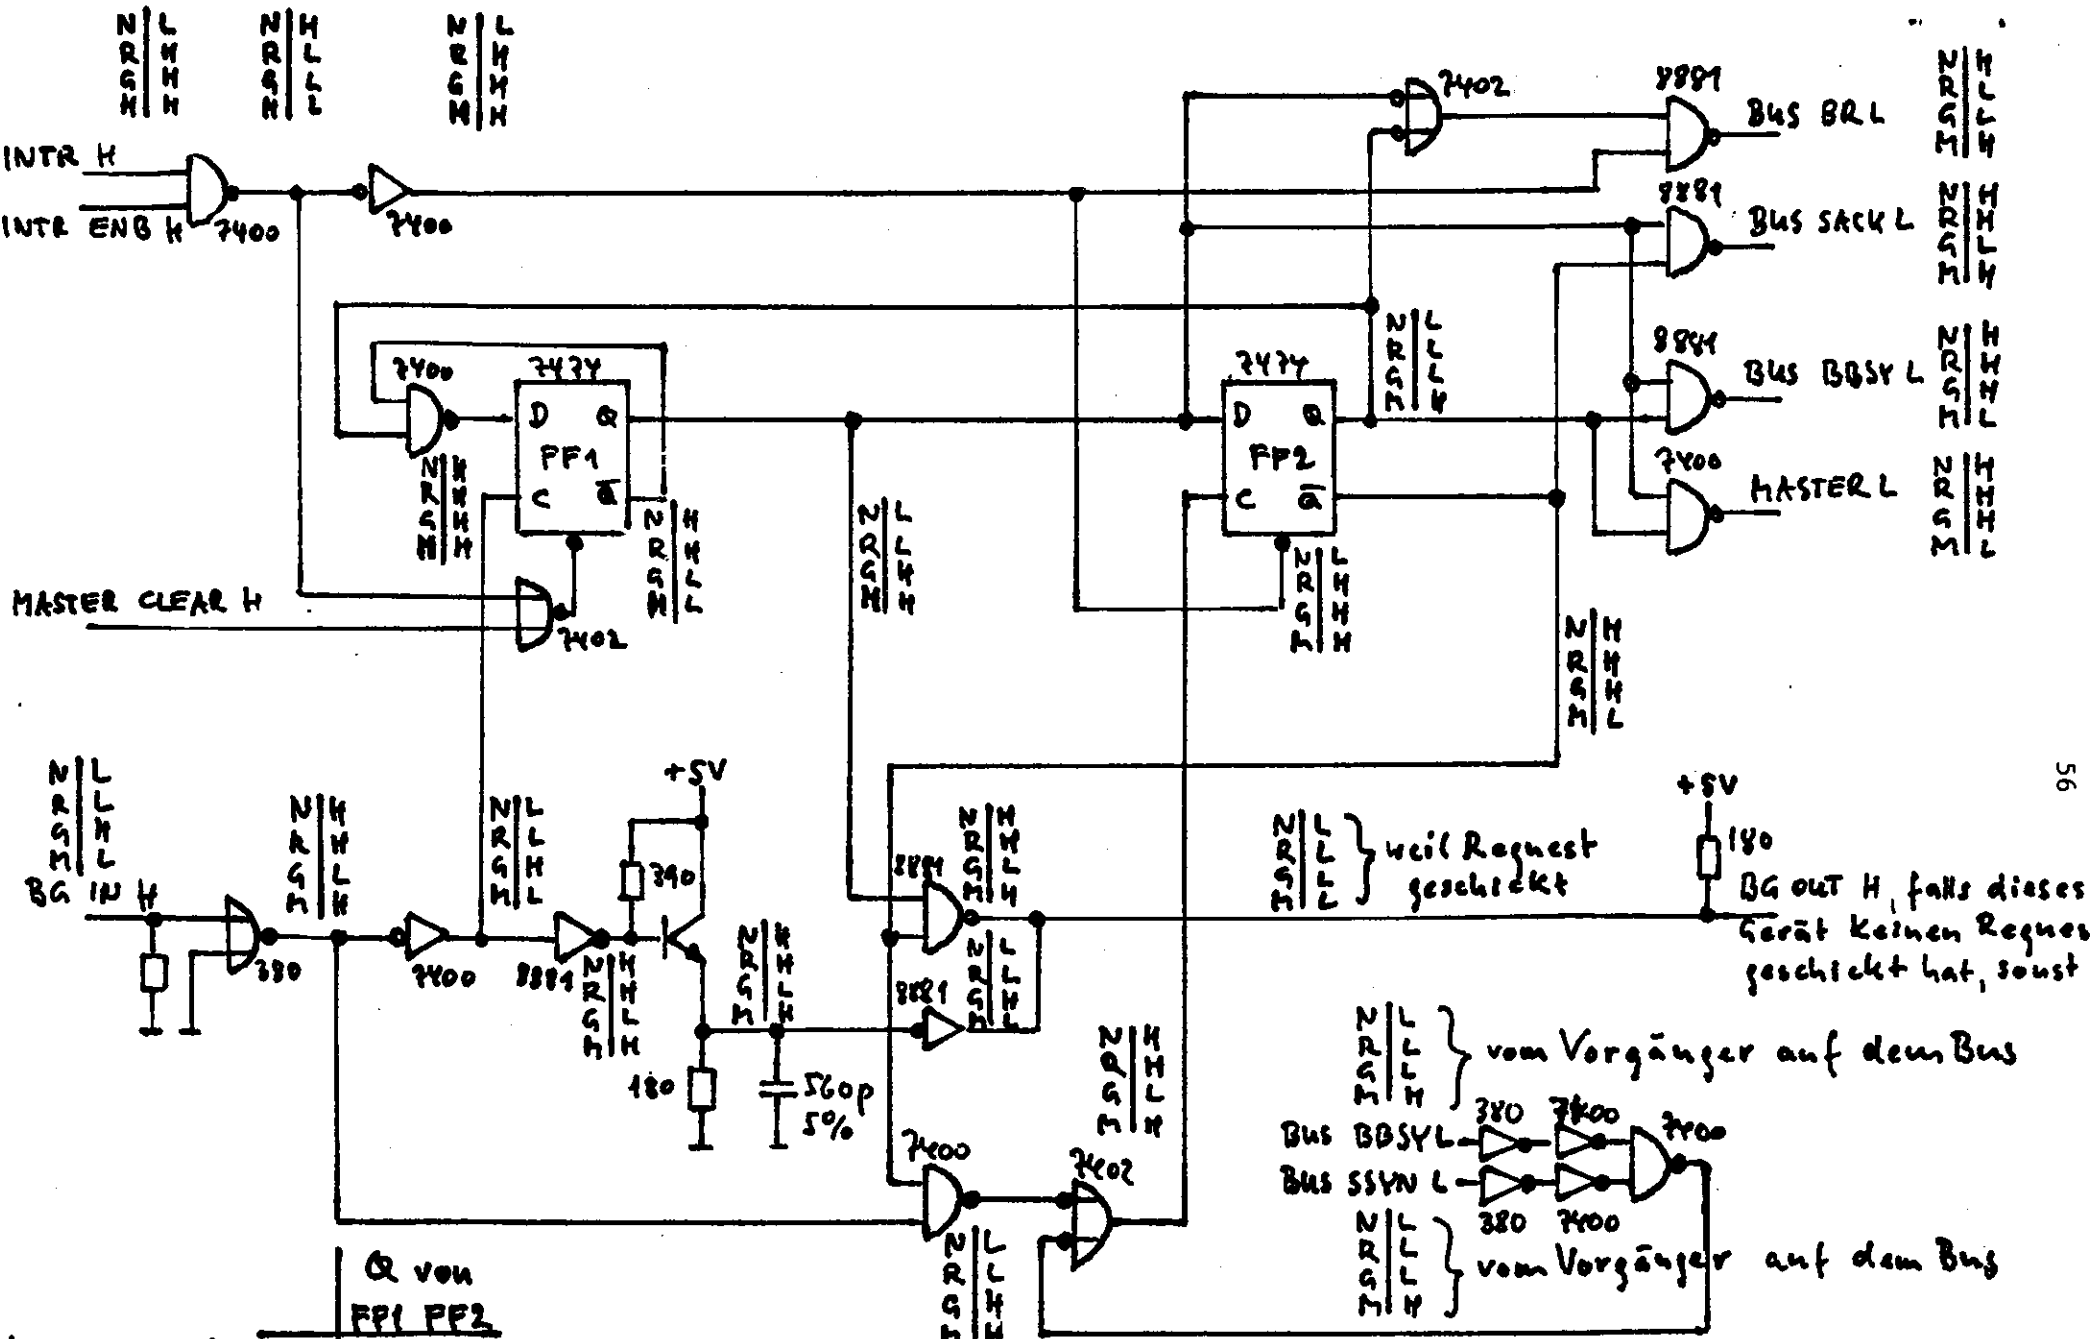 N | L
R | H
G | H
M | H
N | H
R | L
G | L
M | L
N | L
R | H
G | H
M | H
INTR H
INTR ENB H
7400
7400
7402
8881
BUS BR L
N | H
R | L
G | L
M | H
8881
BUS SACK L
N | H
R | H
G | L
M | H
8881
BUS BBSY L
N | H
R | H
G | H
M | L
7400
MASTER L
N | H
R | H
G | H
M | L
7400
7474
D Q
FF1
C Q̅
N | H
R | H
G | H
M | H
N | H
R | H
G | L
M | L
7474
D Q
FF2
C Q̅
N | L
R | L
G | L
M | H
N | L
R | L
G | H
M | H
N | L
R | H
G | H
M | H
N | H
R | H
G | H
M | L
MASTER CLEAR H
7402
56
N | L
R | L
G | H
M | L
BG IN H
380
N | H
R | H
G | L
M | H
7400
N | L
R | L
G | H
M | L
8881
N | H
R | H
G | L
M | H
+5V
390
180
560p
5%
N | H
R | H
G | L
M | H
8881
N | H
R | H
G | L
M | H
8881
N | L
R | L
G | H
M | L
N | L
R | L
G | L
M | L
weil Request
geschickt
+5V
180
BG OUT H, falls dieses
Gerät keinen Reques
geschickt hat, sonst
N | L
R | L
G | L
M | H
vom Vorgänger auf dem Bus
BUS BBSY L
380 7400
7400
BUS SSYN L
380 7400
N | L
R | L
G | L
M | H
vom Vorgänger auf dem Bus
7400
7402
N | H
R | H
G | L
M | H
N | L
R | L
G | H
M | H
Q von
FF1 FF2